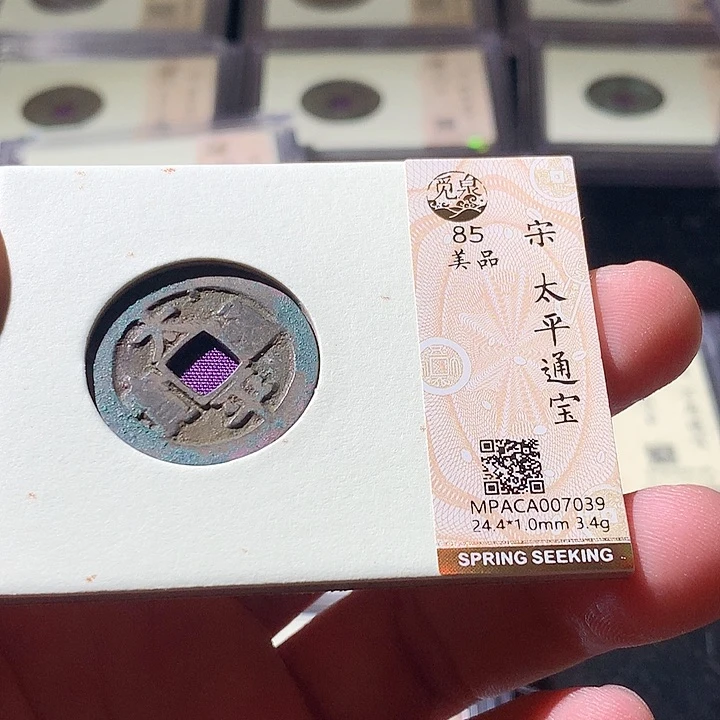 觅泉
85
美品
宋
太平通宝
MPACA007039
24.4*1.0mm 3.4g
SPRING SEEKING
太